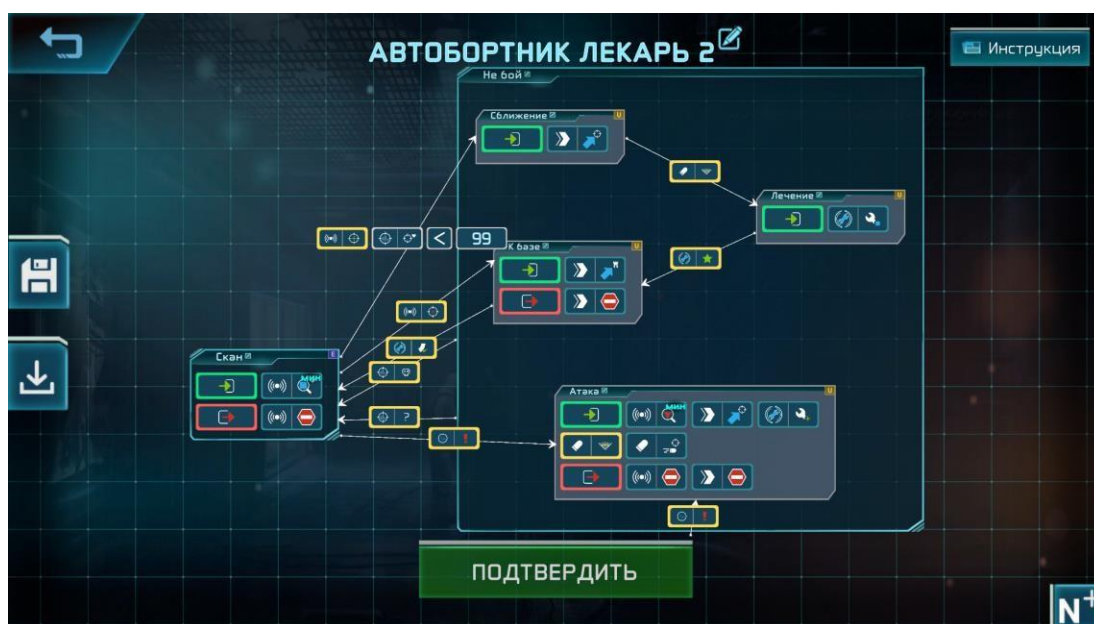 АВТОБОРТНИК ЛЕКАРЬ 2
Инструкция
Не бой
Сближение
U
Лечение
U
< 99
К базе
U
Скан
E
мин
Атака
U
мин
?
!
!
ПОДТВЕРДИТЬ
N+